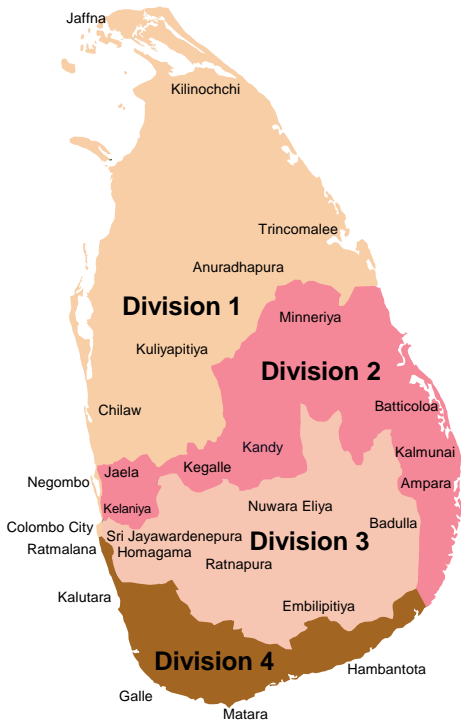 Jaffna
Kilinochchi
Trincomalee
Anuradhapura
Division 1
Minneriya
Kuliyapitiya
Division 2
Chilaw
Batticoloa
Kandy
Kalmunai
Kegalle
Jaela
Negombo
Ampara
Kelaniya
Nuwara Eliya
Colombo City
Badulla
Sri Jayawardenepura
Division 3
Ratmalana
Homagama
Ratnapura
Kalutara
Embilipitiya
Division 4
Hambantota
Galle
Matara